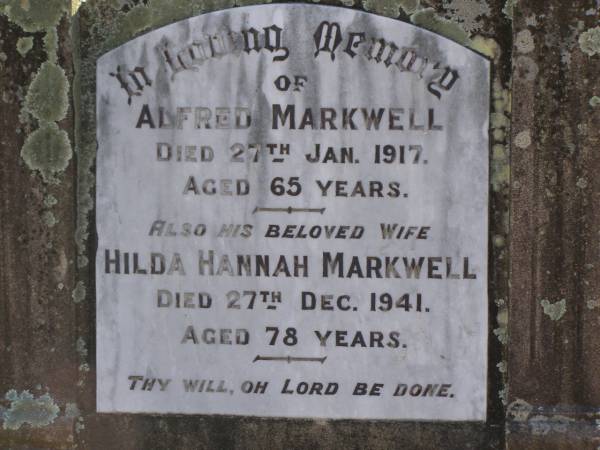 In Loving Memory
OF
ALFRED MARKWELL
DIED 27TH JAN. 1917.
AGED 65 YEARS.
ALSO HIS BELOVED WIFE
HILDA HANNAH MARKWELL
DIED 27TH DEC. 1941.
AGED 78 YEARS.
THY WILL, OH LORD BE DONE.